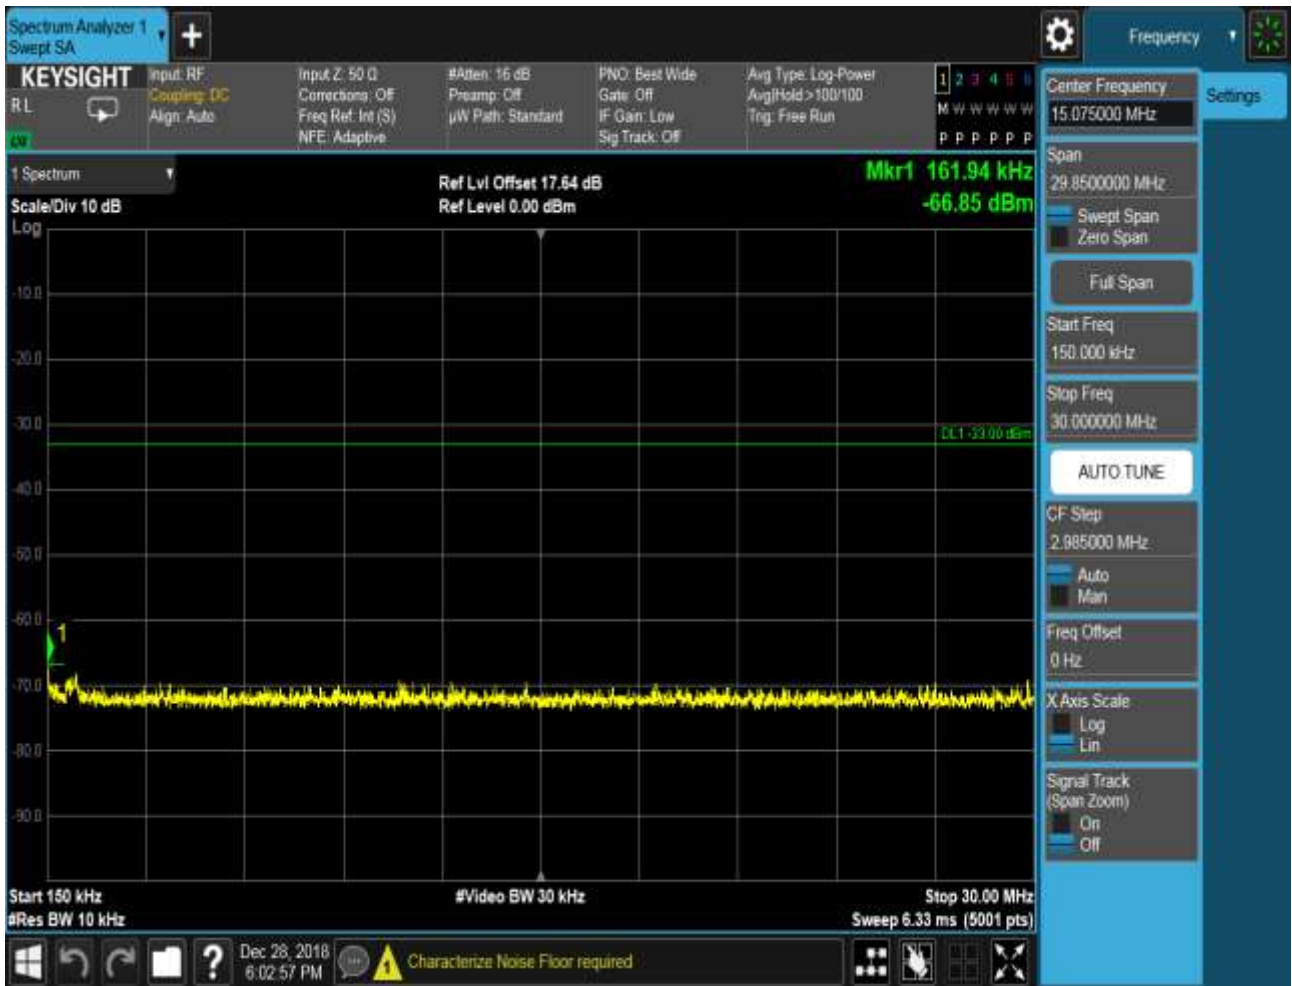 Spectrum Analyzer 1
Swept SA
Frequency
KEYSIGHT
R L
Input: RF
Coupling: DC
Align: Auto
Input Z: 50 Ω
Corrections: Off
Freq Ref: Int (S)
NFE: Adaptive
#Atten: 16 dB
Preamp: Off
µW Path: Standard
PNO: Best Wide
Gate: Off
IF Gain: Low
Sig Track: Off
Avg Type: Log-Power
Avg|Hold:>100/100
Trig: Free Run
1 2 3 4 5 6
M W W W W W
P P P P P P
1 Spectrum
Scale/Div 10 dB
Log
Ref Lvl Offset 17.64 dB
Ref Level 0.00 dBm
Mkr1 161.94 kHz
-66.85 dBm
-10.0
-20.0
-30.0
DL1 -33.00 dBm
-40.0
-50.0
-60.0
1
-70.0
-80.0
-90.0
Start 150 kHz
#Res BW 10 kHz
#Video BW 30 kHz
Stop 30.00 MHz
Sweep 6.33 ms (5001 pts)
Center Frequency
15.075000 MHz
Settings
Span
29.8500000 MHz
Swept Span
Zero Span
Full Span
Start Freq
150.000 kHz
Stop Freq
30.000000 MHz
AUTO TUNE
CF Step
2.985000 MHz
Auto
Man
Freq Offset
0 Hz
X Axis Scale
Log
Lin
Signal Track
(Span Zoom)
On
Off
?
Dec 28, 2018
6:02:57 PM
1
Characterize Noise Floor required